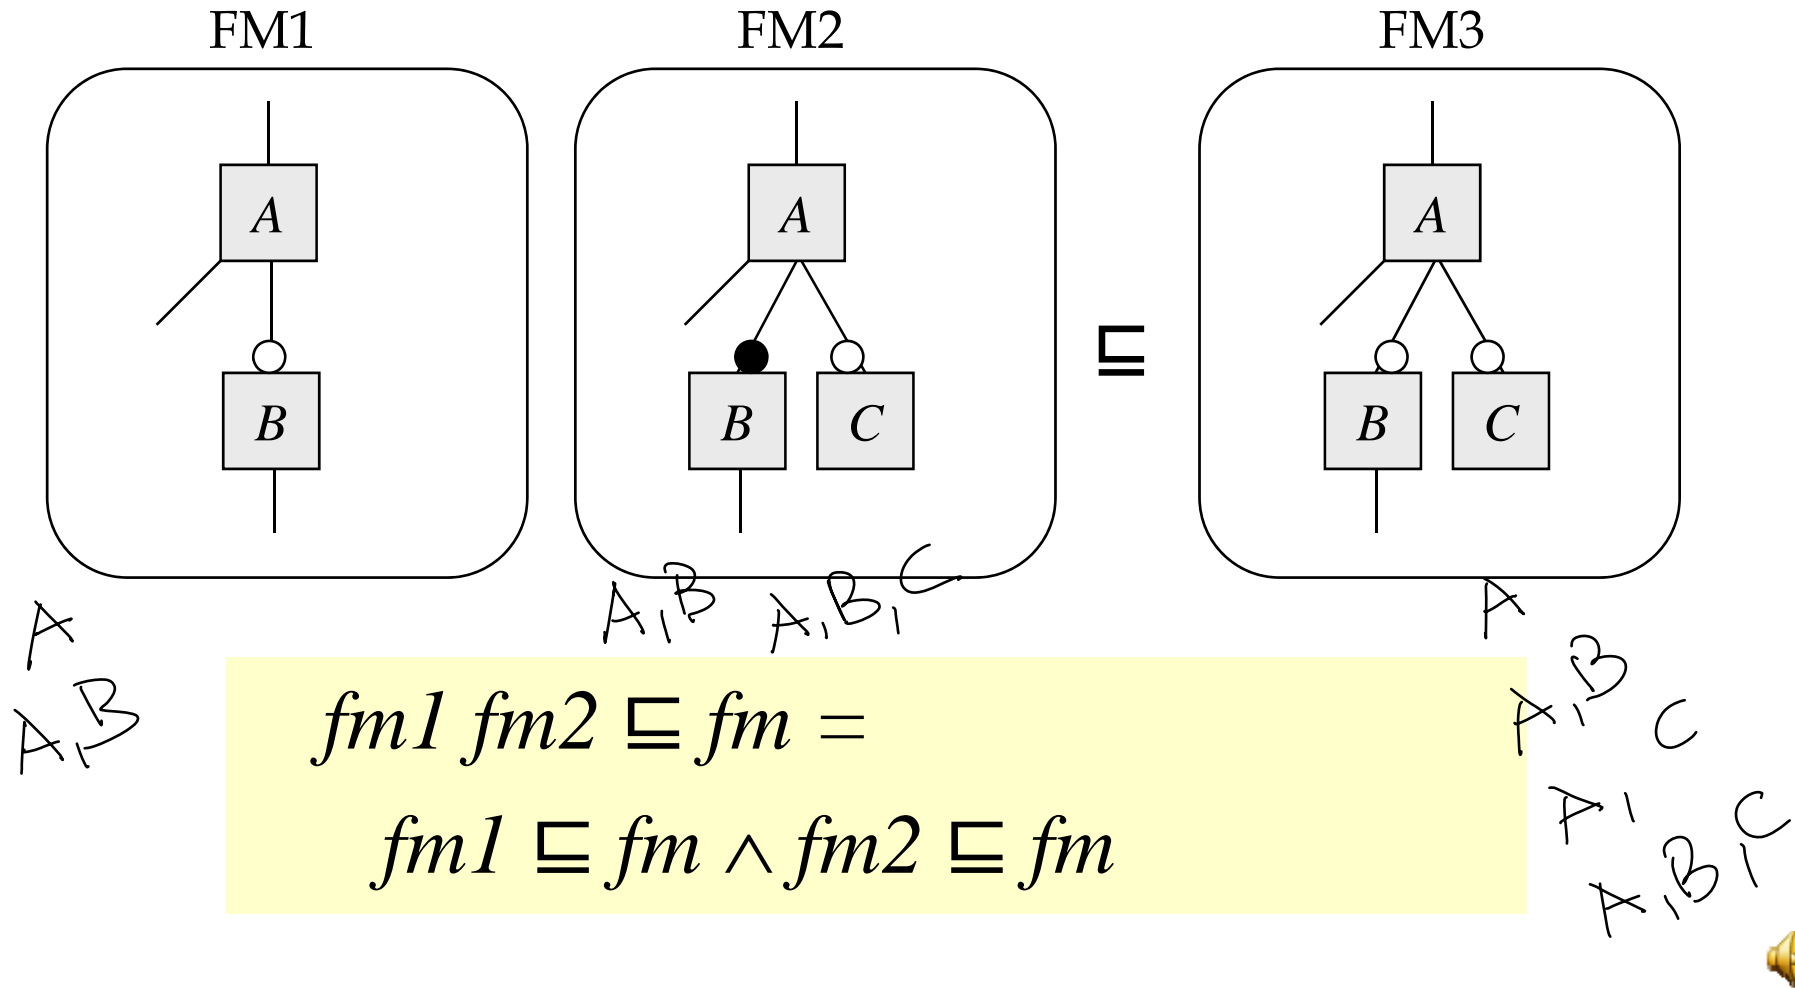 FM1 FM2 FM3
A A A
⊑
B B C B C
A A,B A,B,C A
A,B A,B
C
fm1 fm2 ⊑ fm =
A,
C
fm1 ⊑ fm ∧ fm2 ⊑ fm
A,B,